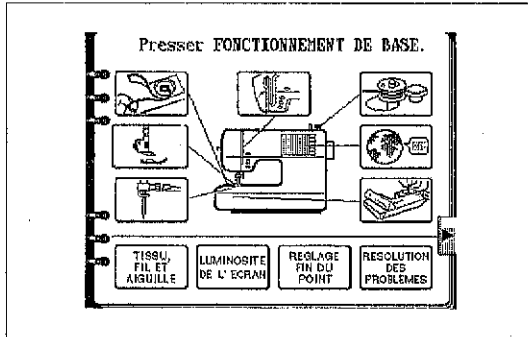 Presser FONCTIONNEMENT DE BASE.
TISSU,
FIL ET
AIGUILLE
LUMINOSITE
DE L' ECRAN
REGLAGE
FIN DU
POINT
RESOLUTION
DES
PROBLEMES